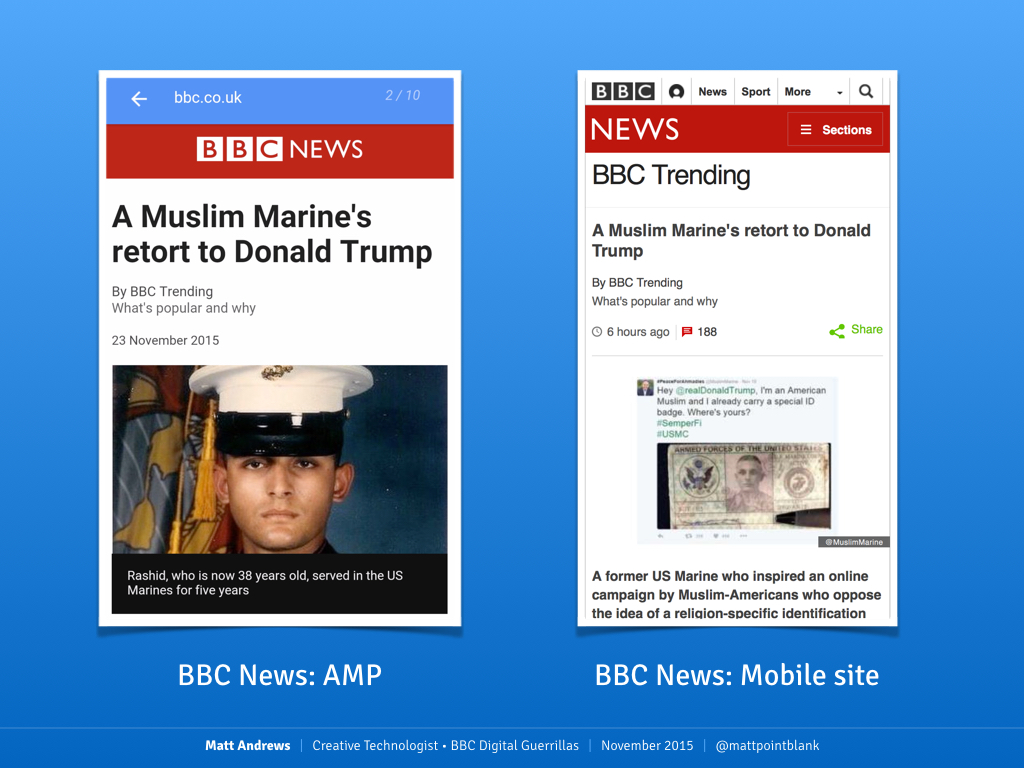 bbc.co.uk
2 / 10
BBC NEWS
A Muslim Marine's
retort to Donald Trump
By BBC Trending
What's popular and why
23 November 2015
Rashid, who is now 38 years old, served in the US
Marines for five years
BBC News: AMP
BBC News Sport More
NEWS
Sections
BBC Trending
A Muslim Marine's retort to Donald
Trump
By BBC Trending
What's popular and why
6 hours ago 188
Share
Hey @realDonaldTrump, I'm an American
Muslim and I already carry a special ID
badge. Where's yours?
#SemperFi
#USMC
ARMED FORCES OF THE UNITED STATES
@MuslimMarine
A former US Marine who inspired an online
campaign by Muslim-Americans who oppose
the idea of a religion-specific identification
BBC News: Mobile site
Matt Andrews | Creative Technologist • BBC Digital Guerrillas | November 2015 | @mattpointblank